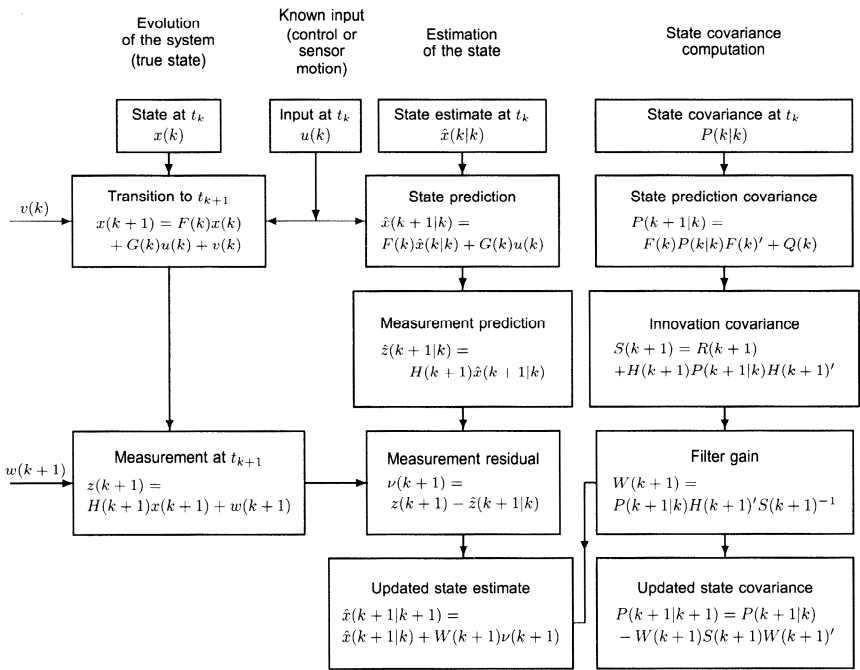 Evolution
of the system
(true state)
Known input
(control or
sensor
motion)
Estimation
of the state
State covariance
computation
State at t_k
x(k)
Input at t_k
u(k)
State estimate at t_k
x̂(k|k)
State covariance at t_k
P(k|k)
v(k)
Transition to t_{k+1}
x(k + 1) = F(k)x(k)
+ G(k)u(k) + v(k)
State prediction
x̂(k + 1|k) =
F(k)x̂(k|k) + G(k)u(k)
State prediction covariance
P(k + 1|k) =
F(k)P(k|k)F(k)′ + Q(k)
Measurement prediction
ẑ(k + 1|k) =
H(k + 1)x̂(k + 1|k)
Innovation covariance
S(k + 1) = R(k + 1)
+H(k + 1)P(k + 1|k)H(k + 1)′
w(k + 1)
Measurement at t_{k+1}
z(k + 1) =
H(k + 1)x(k + 1) + w(k + 1)
Measurement residual
ν(k + 1) =
z(k + 1) − ẑ(k + 1|k)
Filter gain
W(k + 1) =
P(k + 1|k)H(k + 1)′S(k + 1)⁻¹
Updated state estimate
x̂(k + 1|k + 1) =
x̂(k + 1|k) + W(k + 1)ν(k + 1)
Updated state covariance
P(k + 1|k + 1) = P(k + 1|k)
− W(k + 1)S(k + 1)W(k + 1)′